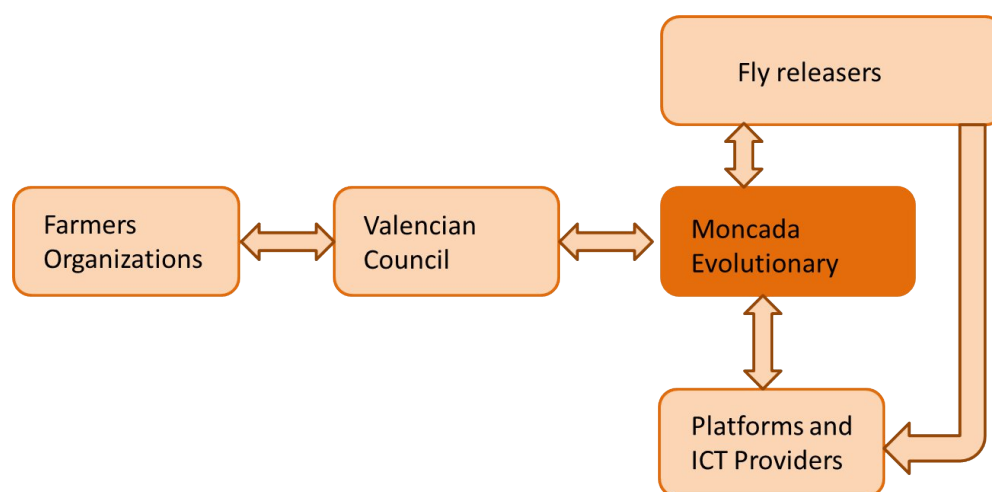 Fly releasers
Farmers
Organizations
Valencian
Council
Moncada
Evolutionary
Platforms and
ICT Providers